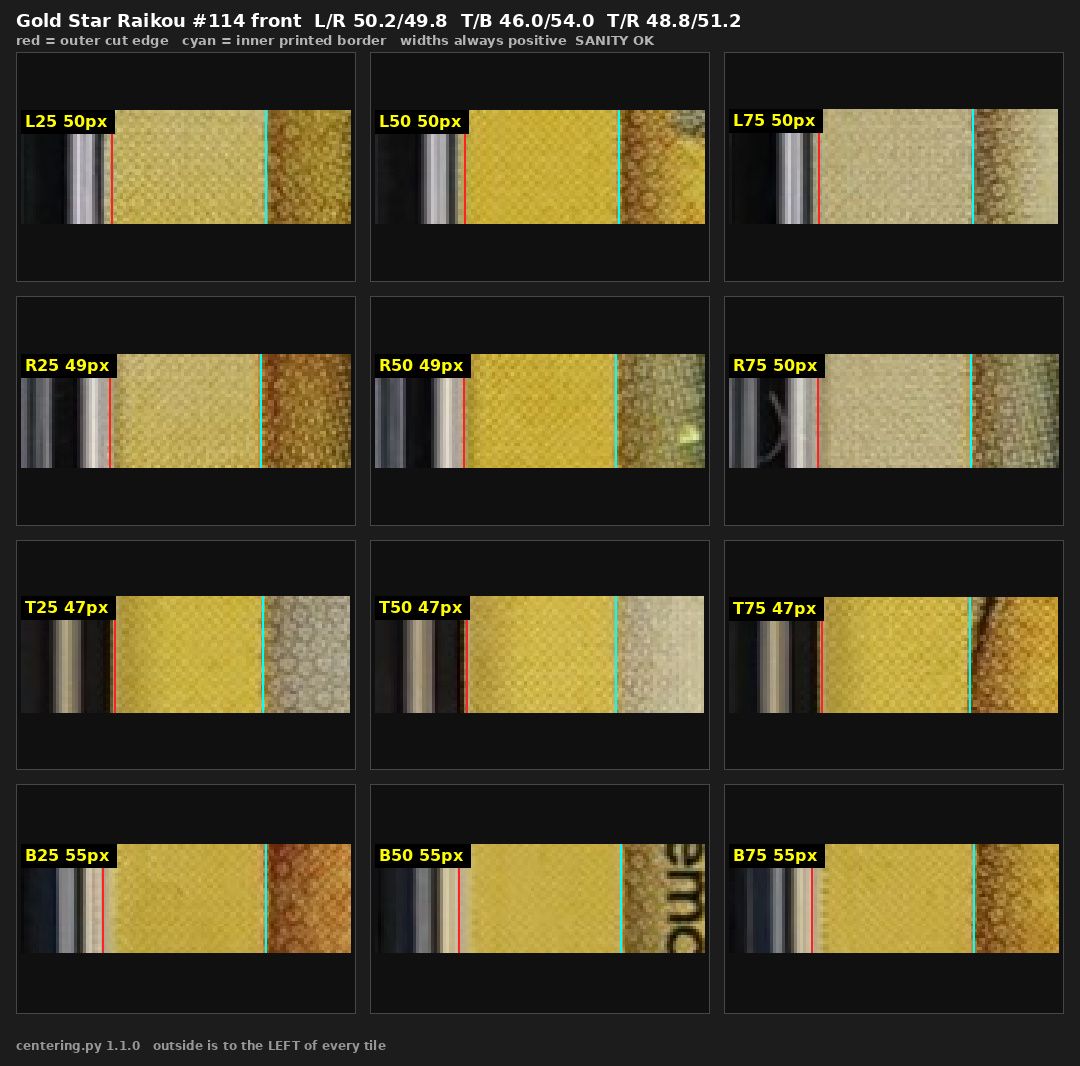 Gold Star Raikou #114 front  L/R 50.2/49.8  T/B 46.0/54.0  T/R 48.8/51.2
red = outer cut edge   cyan = inner printed border   widths always positive  SANITY OK
L25 50px
L50 50px
L75 50px
R25 49px
R50 49px
R75 50px
T25 47px
T50 47px
T75 47px
B25 55px
B50 55px
emo
B75 55px
centering.py 1.1.0   outside is to the LEFT of every tile